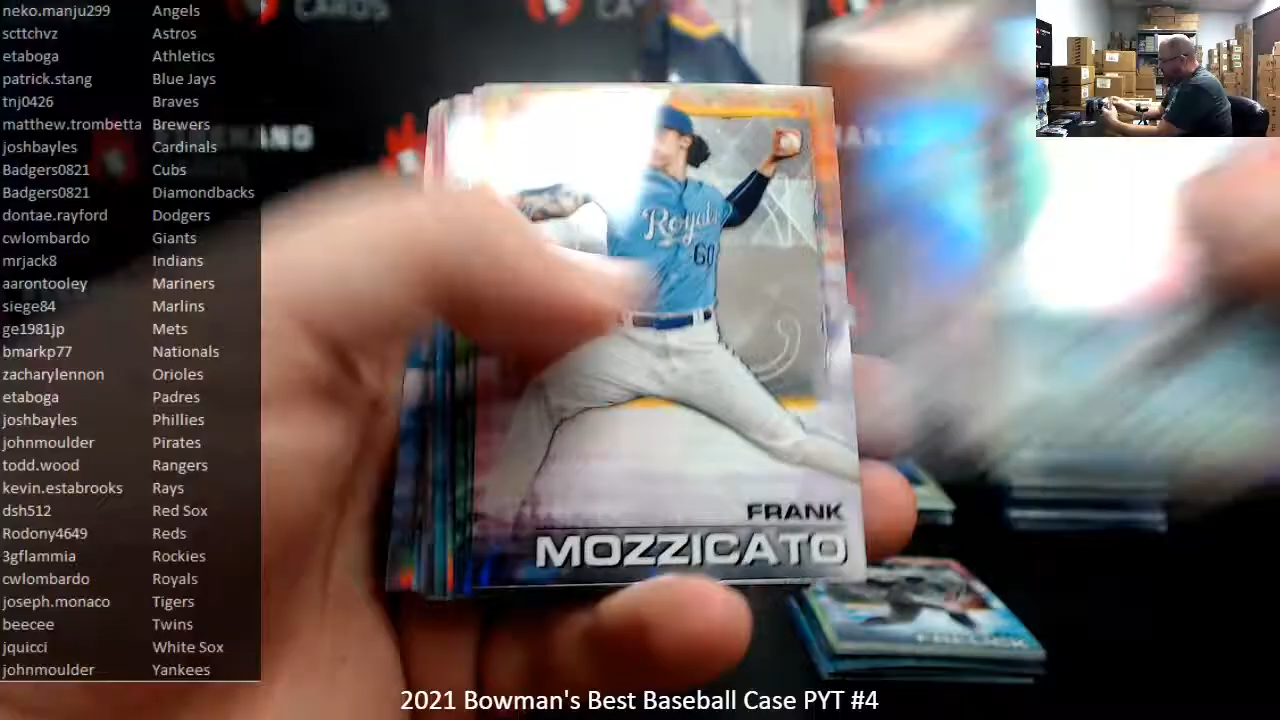 neko.manju299 Angels
scttchvz Astros
etaboga Athletics
patrick.stang Blue Jays
tnj0426 Braves
matthew.trombetta Brewers
joshbayles Cardinals
Badgers0821 Cubs
Badgers0821 Diamondbacks
dontae.rayford Dodgers
cwlombardo Giants
mrjack8 Indians
aarontooley Mariners
siege84 Marlins
ge1981jp Mets
bmarkp77 Nationals
zacharylennon Orioles
etaboga Padres
joshbayles Phillies
johnmoulder Pirates
todd.wood Rangers
kevin.estabrooks Rays
dsh512 Red Sox
Rodony4649 Reds
3gflammia Rockies
cwlombardo Royals
joseph.monaco Tigers
beecee Twins
jquicci White Sox
johnmoulder Yankees
CARDS
Royals
60
FRANK
MOZZICATO
2021 Bowman's Best Baseball Case PYT #4